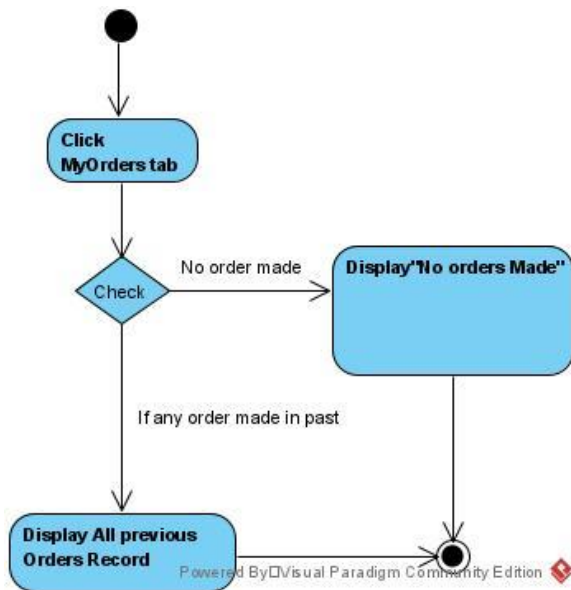 Click
MyOrders tab
Check
No order made
Display"No orders Made"
If any order made in past
Display All previous
Orders Record
Powered By□Visual Paradigm Community Edition